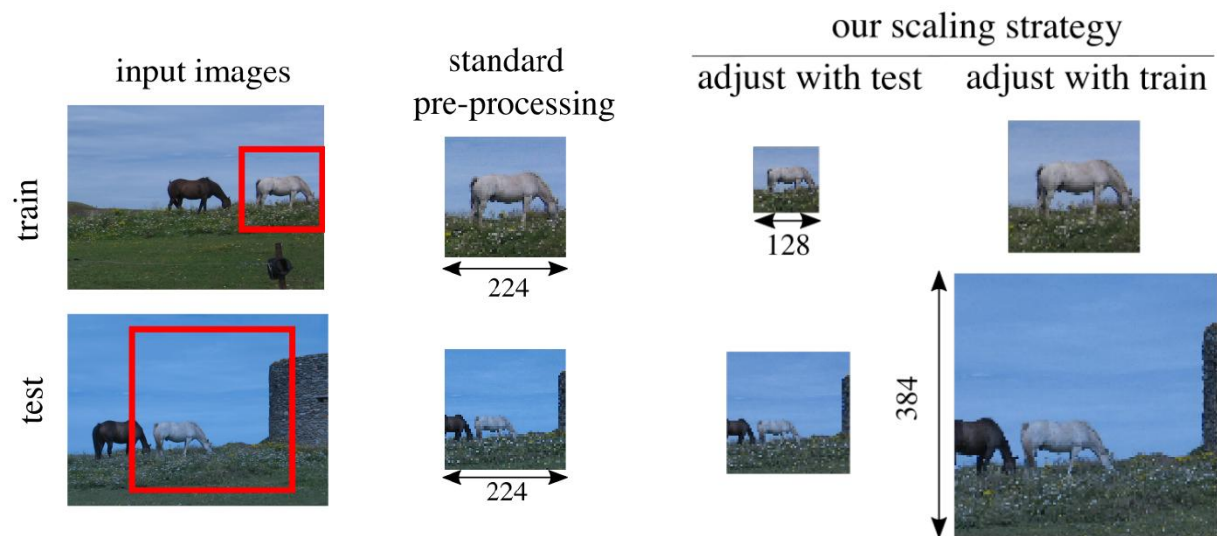 our scaling strategy
input images
standard
pre-processing
adjust with test
adjust with train
train
224
128
test
224
384